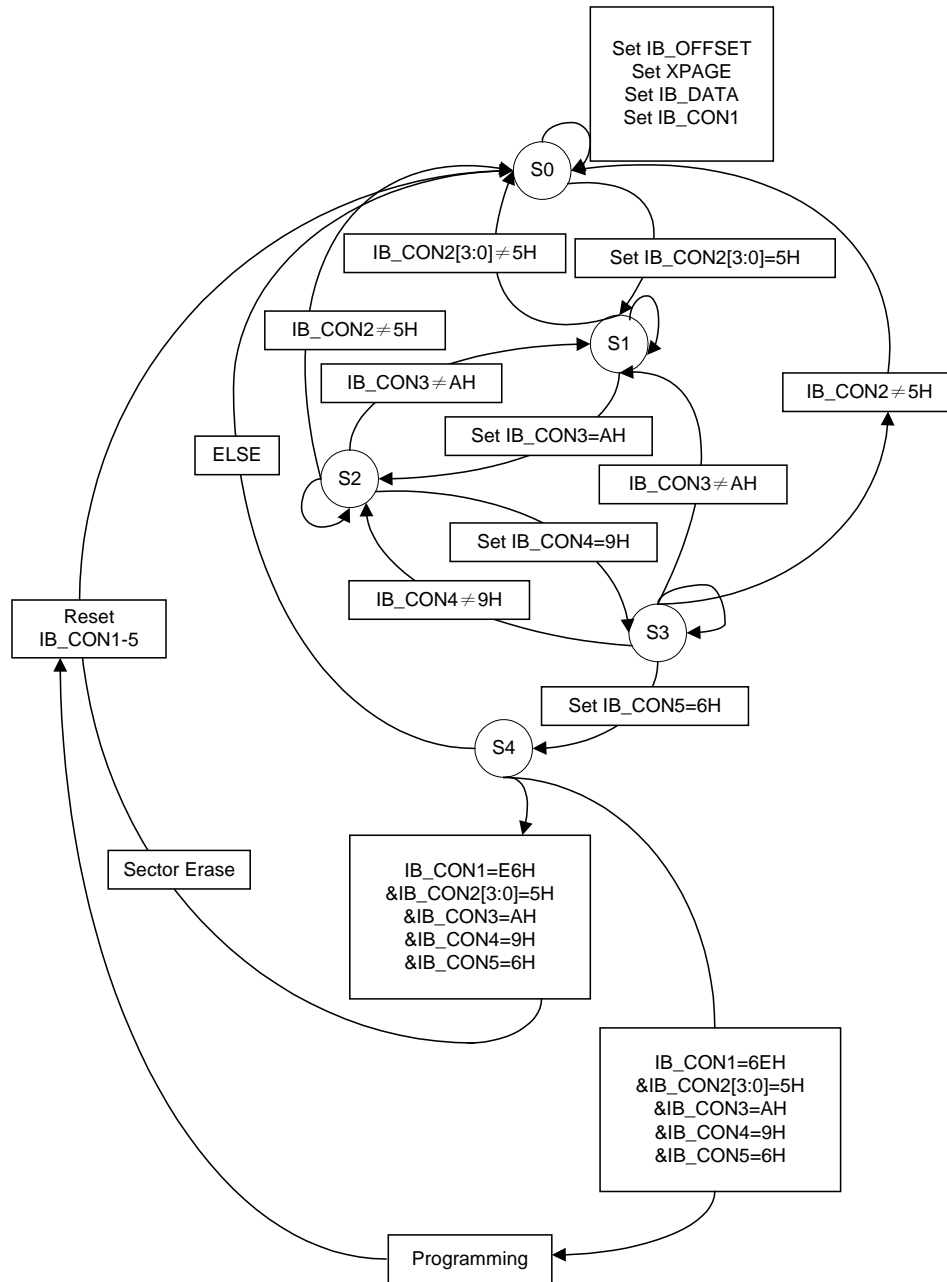 Set IB_OFFSET
Set XPAGE
Set IB_DATA
Set IB_CON1
S0
IB_CON2[3:0]≠5H
Set IB_CON2[3:0]=5H
IB_CON2≠5H
S1
IB_CON3≠AH
IB_CON2≠5H
Set IB_CON3=AH
ELSE
S2
IB_CON3≠AH
Set IB_CON4=9H
IB_CON4≠9H
Reset
IB_CON1-5
S3
Set IB_CON5=6H
S4
Sector Erase
IB_CON1=E6H
&IB_CON2[3:0]=5H
&IB_CON3=AH
&IB_CON4=9H
&IB_CON5=6H
IB_CON1=6EH
&IB_CON2[3:0]=5H
&IB_CON3=AH
&IB_CON4=9H
&IB_CON5=6H
Programming